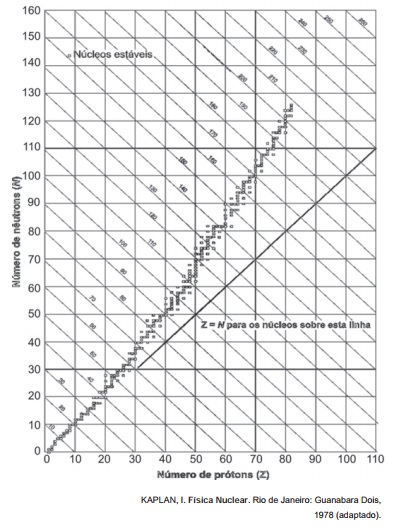 160
150
140
130
120
110
100
90
80
70
60
50
40
30
20
10
0
Número de nêutrons (N)
Núcleos estáveis
Z = N para os núcleos sobre esta linha
0 10 20 30 40 50 60 70 80 90 100 110
Número de prótons (Z)
KAPLAN, I. Física Nuclear. Rio de Janeiro: Guanabara Dois,
1978 (adaptado).